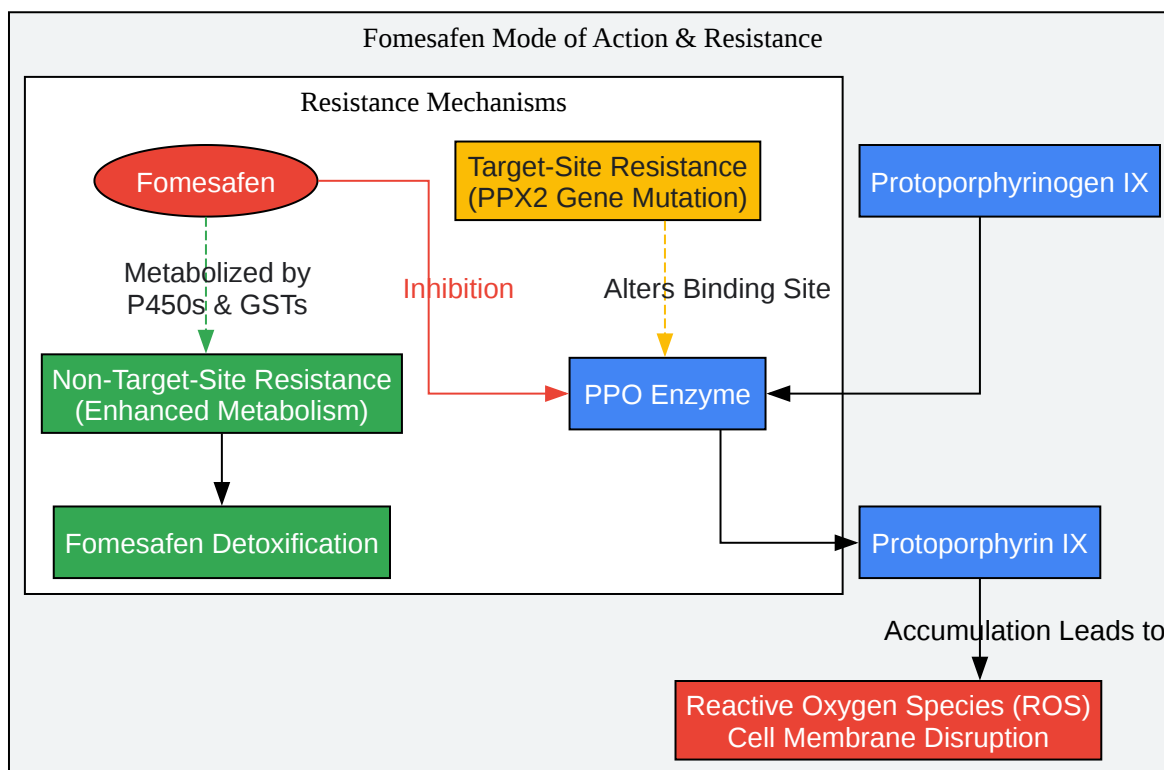 Fomesafen Mode of Action & Resistance
Resistance Mechanisms
Fomesafen
Target-Site Resistance
(PPX2 Gene Mutation)
Protoporphyrinogen IX
Metabolized by
P450s & GSTs
Inhibition
Alters Binding Site
Non-Target-Site Resistance
(Enhanced Metabolism)
PPO Enzyme
Fomesafen Detoxification
Protoporphyrin IX
Accumulation Leads to
Reactive Oxygen Species (ROS)
Cell Membrane Disruption